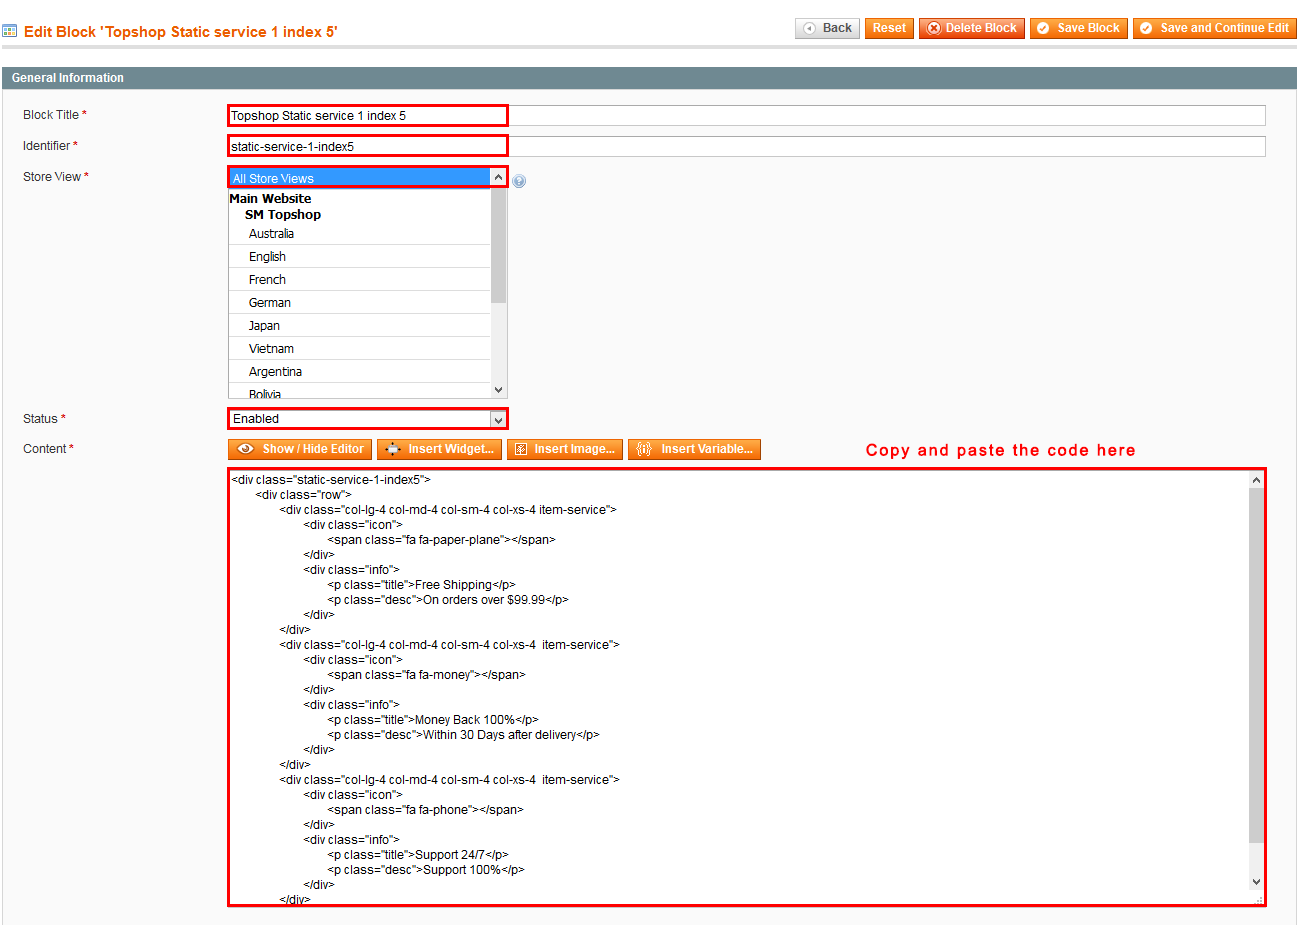 Edit Block 'Topshop Static service 1 index 5'
Back Reset Delete Block Save Block Save and Continue Edit
General Information
Block Title *
Topshop Static service 1 index 5
Identifier *
static-service-1-index5
Store View *
All Store Views
Main Website
SM Topshop
Australia
English
French
German
Japan
Vietnam
Argentina
Bolivia
Status *
Enabled
Content *
Show / Hide Editor Insert Widget... Insert Image... Insert Variable...
Copy and paste the code here
<div class="static-service-1-index5">
<div class="row">
<div class="col-lg-4 col-md-4 col-sm-4 col-xs-4 item-service">
<div class="icon">
<span class="fa fa-paper-plane"></span>
</div>
<div class="info">
<p class="title">Free Shipping</p>
<p class="desc">On orders over $99.99</p>
</div>
</div>
<div class="col-lg-4 col-md-4 col-sm-4 col-xs-4  item-service">
<div class="icon">
<span class="fa fa-money"></span>
</div>
<div class="info">
<p class="title">Money Back 100%</p>
<p class="desc">Within 30 Days after delivery</p>
</div>
</div>
<div class="col-lg-4 col-md-4 col-sm-4 col-xs-4  item-service">
<div class="icon">
<span class="fa fa-phone"></span>
</div>
<div class="info">
<p class="title">Support 24/7</p>
<p class="desc">Support 100%</p>
</div>
</div>